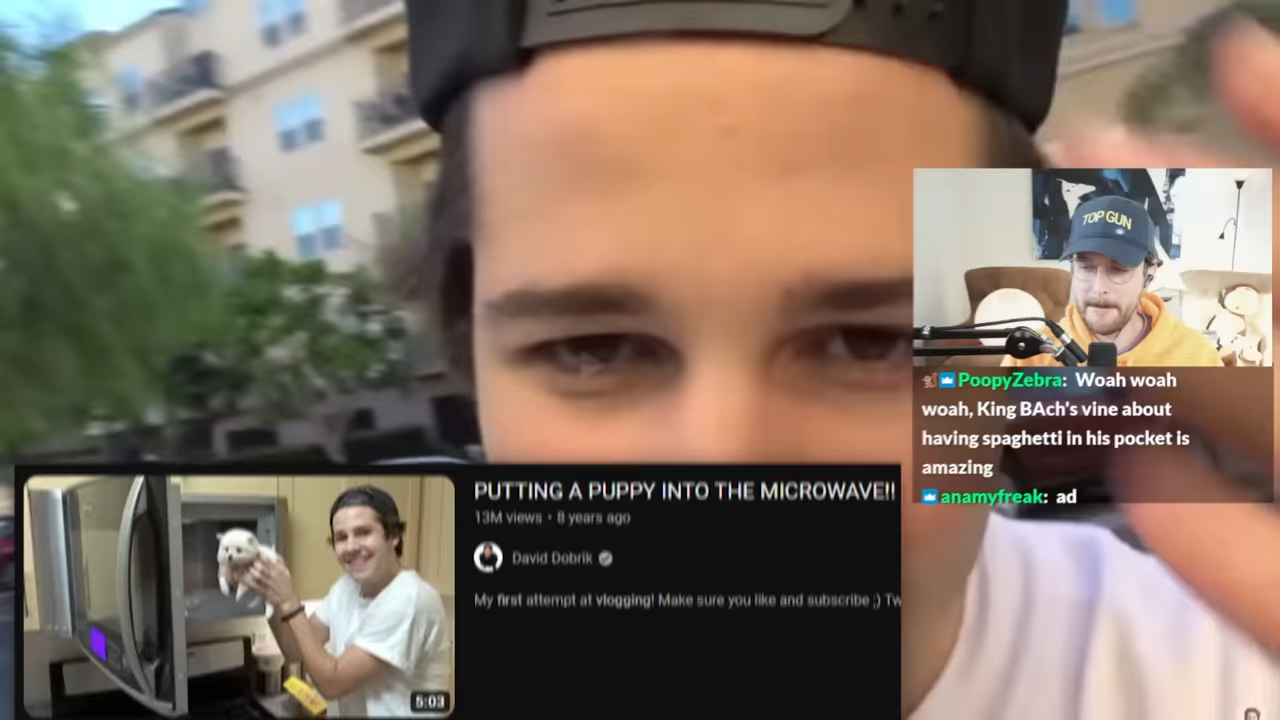 TOP GUN
PoopyZebra: Woah woah
woah, King BAch's vine about
having spaghetti in his pocket is
amazing
anamyfreak: ad
PUTTING A PUPPY INTO THE MICROWAVE!!
13M views • 8 years ago
David Dobrik
My first attempt at vlogging! Make sure you like and subscribe ;) Tw
5:03